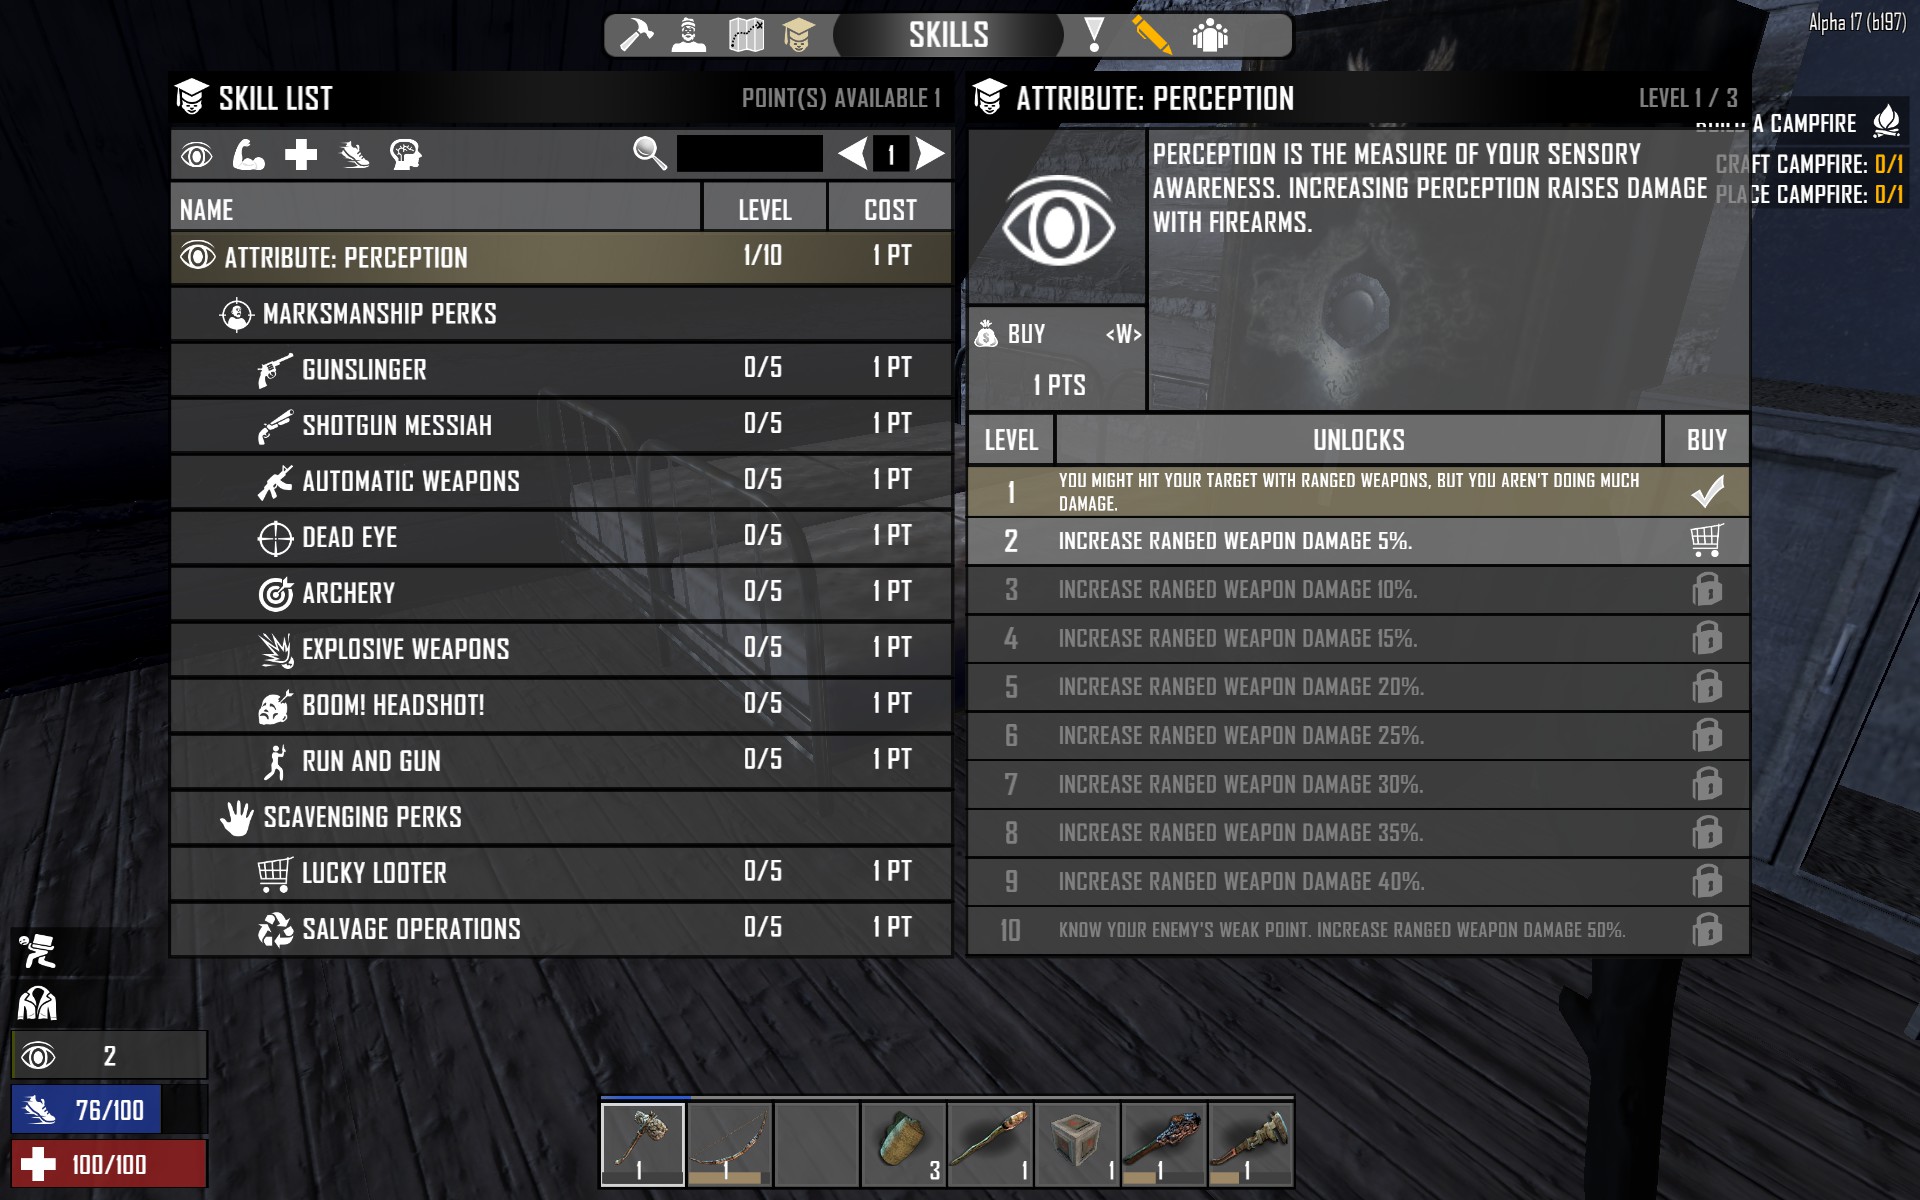 SKILLS
Alpha 17 (b197)
SKILL LIST
POINT(S) AVAILABLE 1
1
NAME LEVEL COST
ATTRIBUTE: PERCEPTION 1/10 1 PT
MARKSMANSHIP PERKS
GUNSLINGER 0/5 1 PT
SHOTGUN MESSIAH 0/5 1 PT
AUTOMATIC WEAPONS 0/5 1 PT
DEAD EYE 0/5 1 PT
ARCHERY 0/5 1 PT
EXPLOSIVE WEAPONS 0/5 1 PT
BOOM! HEADSHOT! 0/5 1 PT
RUN AND GUN 0/5 1 PT
SCAVENGING PERKS
LUCKY LOOTER 0/5 1 PT
SALVAGE OPERATIONS 0/5 1 PT
ATTRIBUTE: PERCEPTION
LEVEL 1 / 3
PERCEPTION IS THE MEASURE OF YOUR SENSORY
AWARENESS. INCREASING PERCEPTION RAISES DAMAGE
WITH FIREARMS.
BUY <W>
1 PTS
LEVEL UNLOCKS BUY
1 YOU MIGHT HIT YOUR TARGET WITH RANGED WEAPONS, BUT YOU AREN'T DOING MUCH
DAMAGE.
2 INCREASE RANGED WEAPON DAMAGE 5%.
3 INCREASE RANGED WEAPON DAMAGE 10%.
4 INCREASE RANGED WEAPON DAMAGE 15%.
5 INCREASE RANGED WEAPON DAMAGE 20%.
6 INCREASE RANGED WEAPON DAMAGE 25%.
7 INCREASE RANGED WEAPON DAMAGE 30%.
8 INCREASE RANGED WEAPON DAMAGE 35%.
9 INCREASE RANGED WEAPON DAMAGE 40%.
10 KNOW YOUR ENEMY'S WEAK POINT. INCREASE RANGED WEAPON DAMAGE 50%.
A CAMPFIRE
CRAFT CAMPFIRE: 0/1
PLACE CAMPFIRE: 0/1
2
76/100
100/100
1 1 3 1 1 1 1